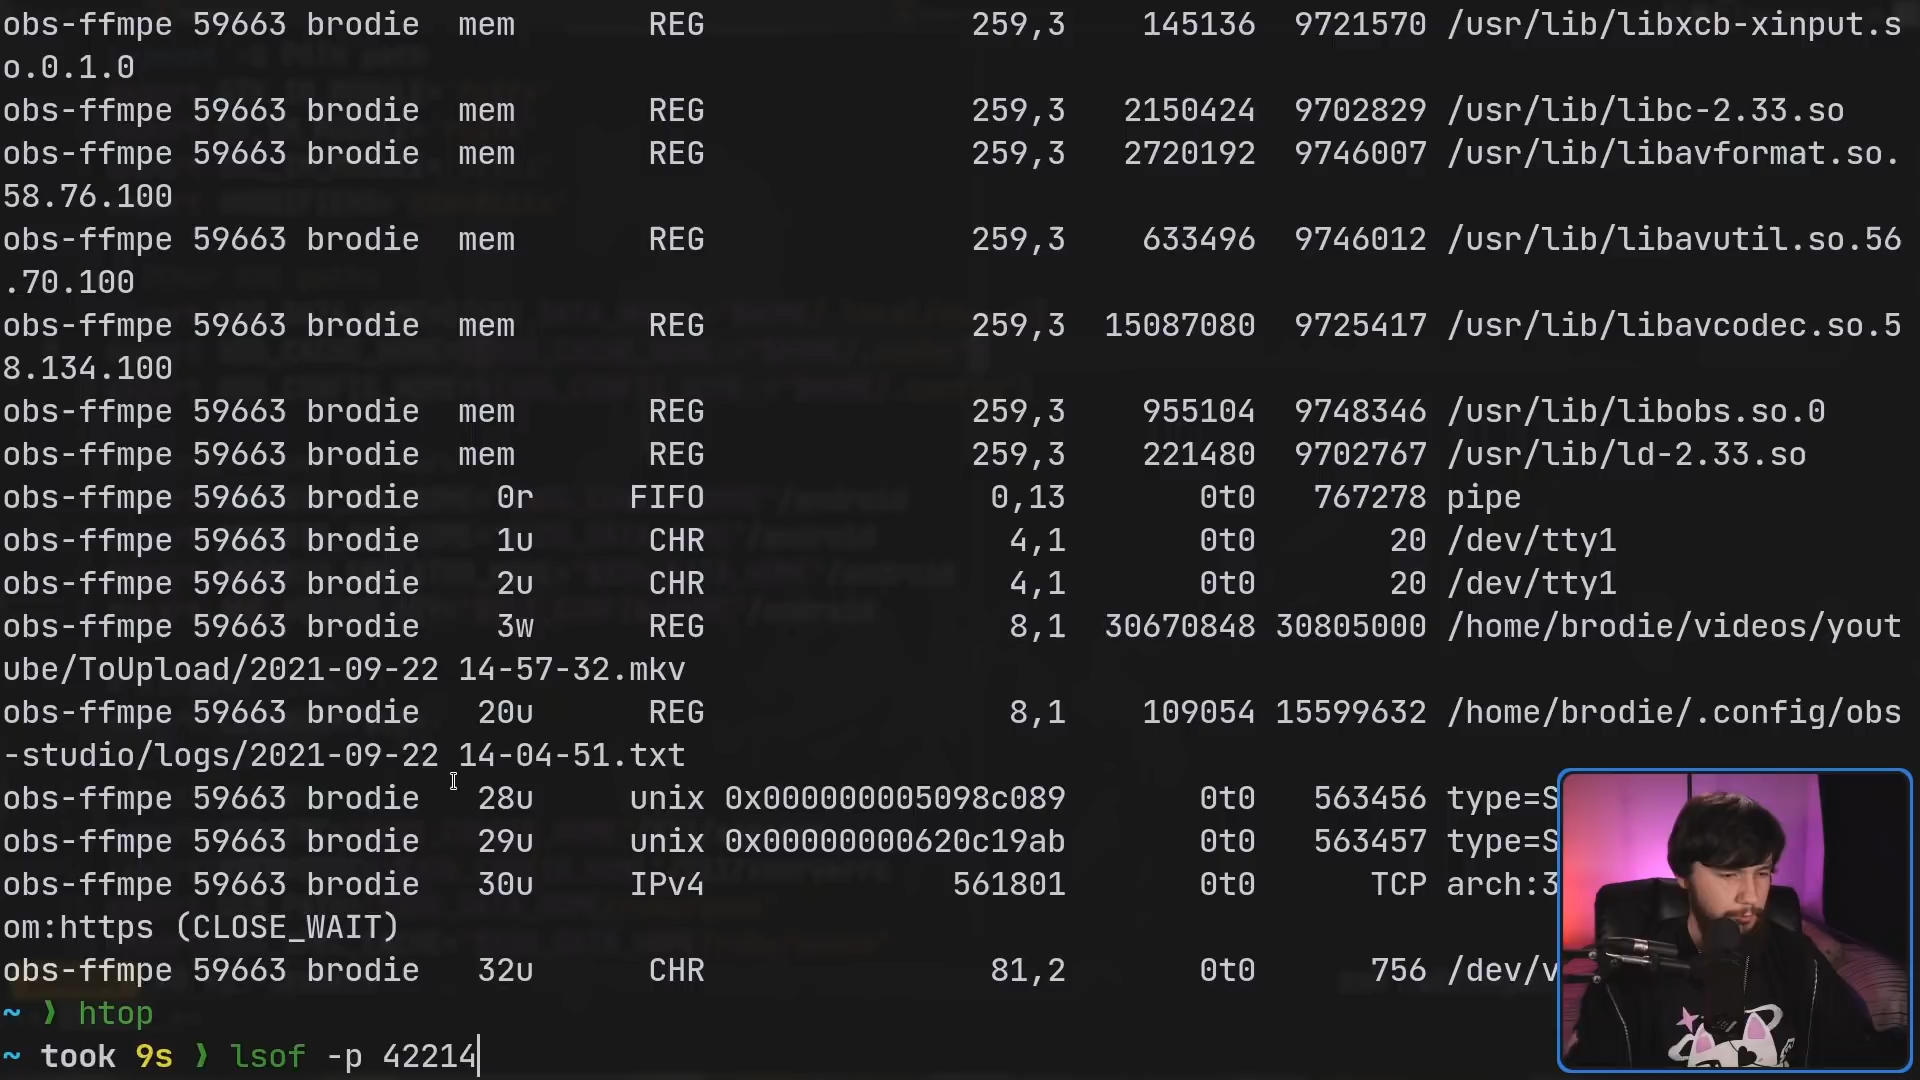 obs-ffmpe 59663 brodie  mem       REG              259,3    145136  9721570 /usr/lib/libxcb-xinput.s
o.0.1.0
obs-ffmpe 59663 brodie  mem       REG              259,3   2150424  9702829 /usr/lib/libc-2.33.so
obs-ffmpe 59663 brodie  mem       REG              259,3   2720192  9746007 /usr/lib/libavformat.so.
58.76.100
obs-ffmpe 59663 brodie  mem       REG              259,3    633496  9746012 /usr/lib/libavutil.so.56
.70.100
obs-ffmpe 59663 brodie  mem       REG              259,3  15087080  9725417 /usr/lib/libavcodec.so.5
8.134.100
obs-ffmpe 59663 brodie  mem       REG              259,3    955104  9748346 /usr/lib/libobs.so.0
obs-ffmpe 59663 brodie  mem       REG              259,3    221480  9702767 /usr/lib/ld-2.33.so
obs-ffmpe 59663 brodie    0r     FIFO               0,13       0t0   767278 pipe
obs-ffmpe 59663 brodie    1u      CHR                4,1       0t0       20 /dev/tty1
obs-ffmpe 59663 brodie    2u      CHR                4,1       0t0       20 /dev/tty1
obs-ffmpe 59663 brodie    3w      REG                8,1  30670848 30805000 /home/brodie/videos/yout
ube/ToUpload/2021-09-22 14-57-32.mkv
obs-ffmpe 59663 brodie   20u      REG                8,1    109054 15599632 /home/brodie/.config/obs
-studio/logs/2021-09-22 14-04-51.txt
obs-ffmpe 59663 brodie   28u     unix 0x000000005098c089       0t0   563456 type=S
obs-ffmpe 59663 brodie   29u     unix 0x00000000620c19ab       0t0   563457 type=S
obs-ffmpe 59663 brodie   30u     IPv4             561801       0t0      TCP arch:3
om:https (CLOSE_WAIT)
obs-ffmpe 59663 brodie   32u      CHR               81,2       0t0      756 /dev/v
~ ❯ htop
~ took 9s ❯ lsof -p 42214